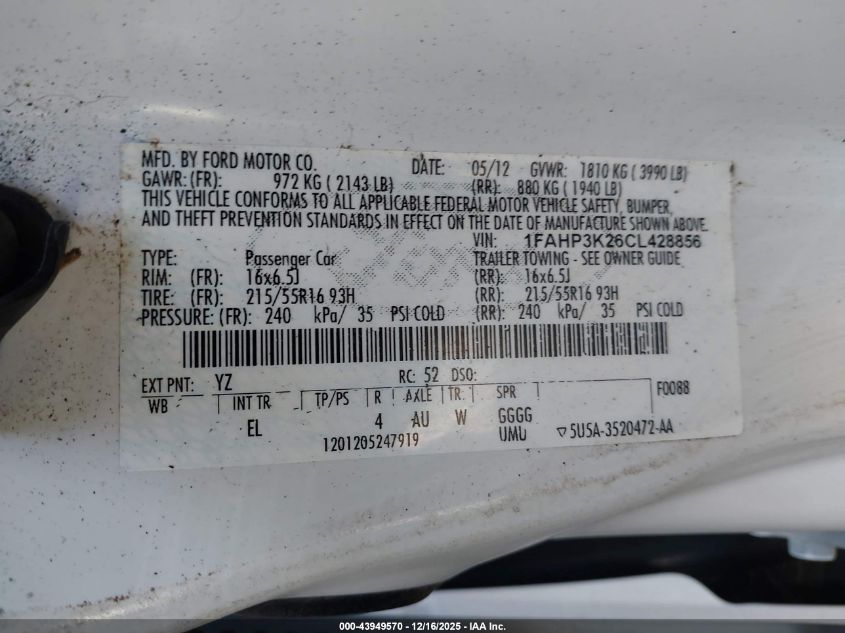 MFD. BY FORD MOTOR CO. DATE: 05/12 GVWR: 1810 KG ( 3990 LB)
GAWR: (FR): 972 KG ( 2143 LB) (RR): 880 KG ( 1940 LB)
THIS VEHICLE CONFORMS TO ALL APPLICABLE FEDERAL MOTOR VEHICLE SAFETY, BUMPER,
AND THEFT PREVENTION STANDARDS IN EFFECT ON THE DATE OF MANUFACTURE SHOWN ABOVE.
VIN: 1FAHP3K26CL428856
TYPE: Passenger Car TRAILER TOWING - SEE OWNER GUIDE
RIM: (FR): 16x6.5J (RR): 16x6.5J
TIRE: (FR): 215/55R16 93H (RR): 215/55R16 93H
PRESSURE: (FR): 240 kPa/ 35 PSI COLD (RR): 240 kPa/ 35 PSI COLD
EXT PNT: YZ RC: 52 DSO:
WB INT TR TP/PS R AXLE TR SPR F0088
EL 4 AU W GGGG
1201205247919 UMU ▽5U5A-3520472-AA
000-43949570 - 12/16/2025 - IAA Inc.